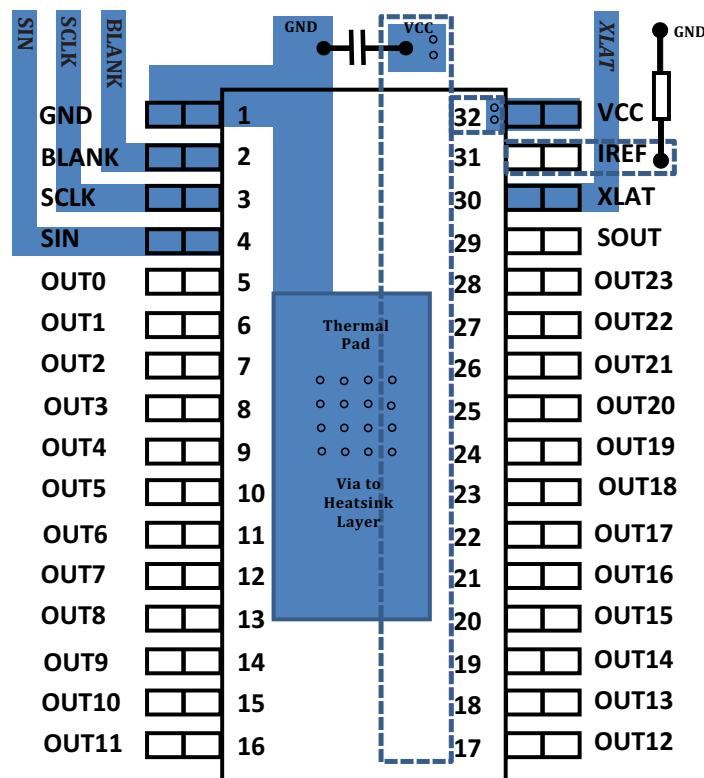 SIN
SCLK
BLANK
GND
VCC
XLAT
GND
GND 1 32 VCC
BLANK 2 31 IREF
SCLK 3 30 XLAT
SIN 4 29 SOUT
OUT0 5 28 OUT23
OUT1 6 27 OUT22
OUT2 7 26 OUT21
OUT3 8 25 OUT20
OUT4 9 24 OUT19
OUT5 10 23 OUT18
OUT6 11 22 OUT17
OUT7 12 21 OUT16
OUT8 13 20 OUT15
OUT9 14 19 OUT14
OUT10 15 18 OUT13
OUT11 16 17 OUT12
Thermal
Pad
Via to
Heatsink
Layer